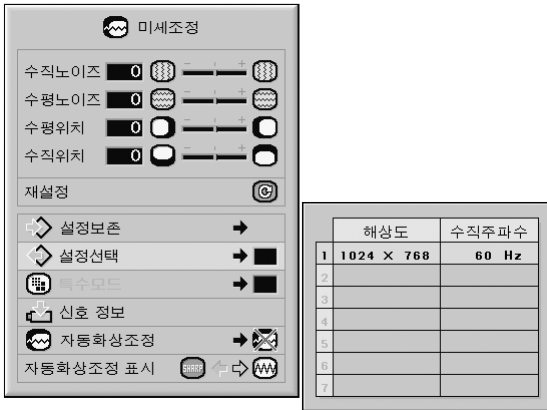 미세조정
수직노이즈 0 - +
수평노이즈 0 - +
수평위치 0 - +
수직위치 0 - +
재설정
설정보존
설정선택
특수모드
신호 정보
자동화상조정
자동화상조정 표시 SHARP
해상도 수직주파수
1 1024 × 768 60 Hz
2
3
4
5
6
7